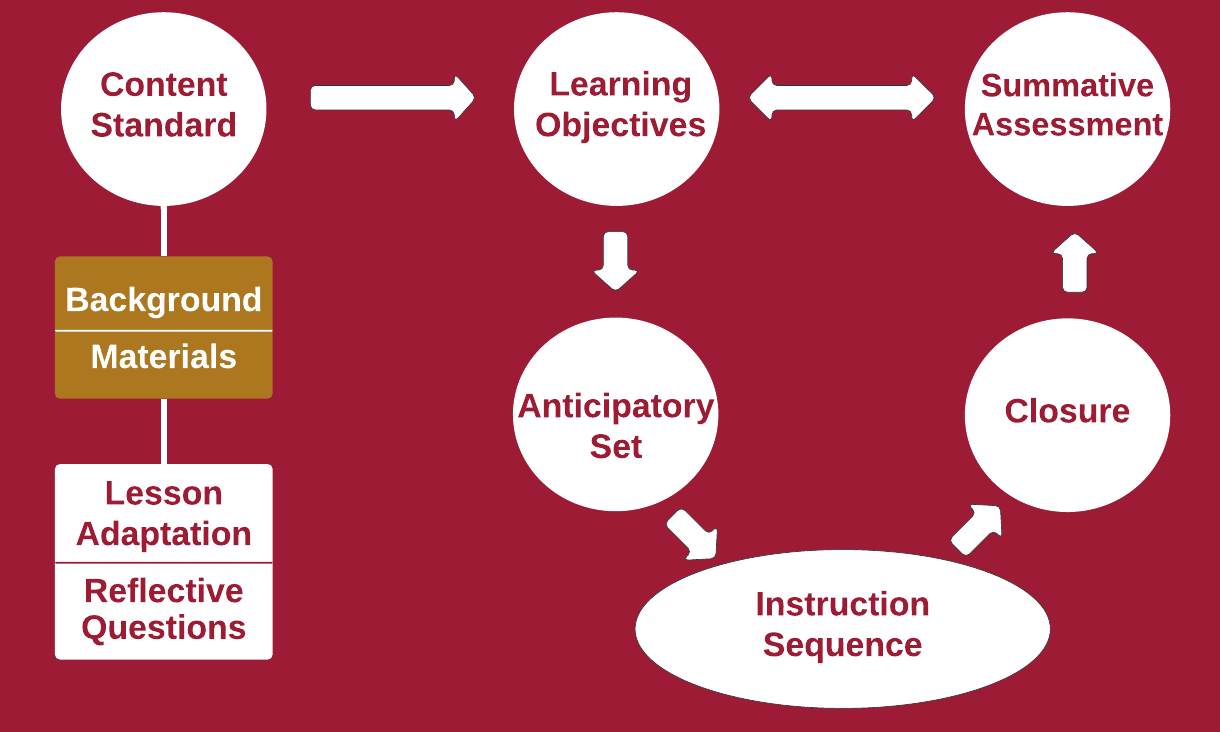 Content
Standard
Learning
Objectives
Summative
Assessment
Background
Materials
Anticipatory
Set
Closure
Lesson
Adaptation
Reflective
Questions
Instruction
Sequence